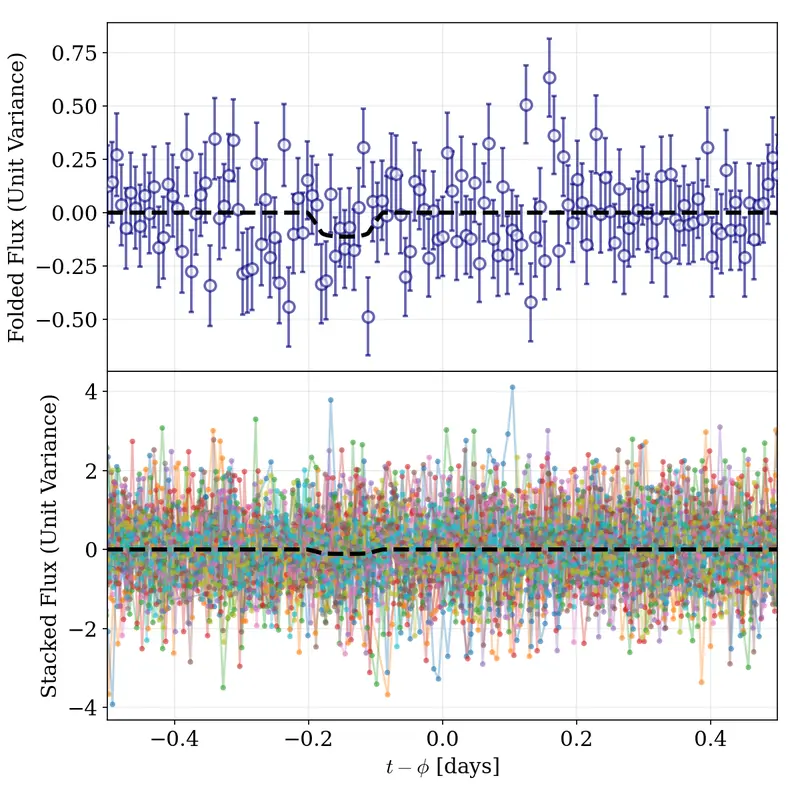 Folded Flux (Unit Variance)
0.75
0.50
0.25
0.00
−0.25
−0.50
Stacked Flux (Unit Variance)
4
2
0
−2
−4
−0.4 −0.2 0.0 0.2 0.4
t − ϕ [days]